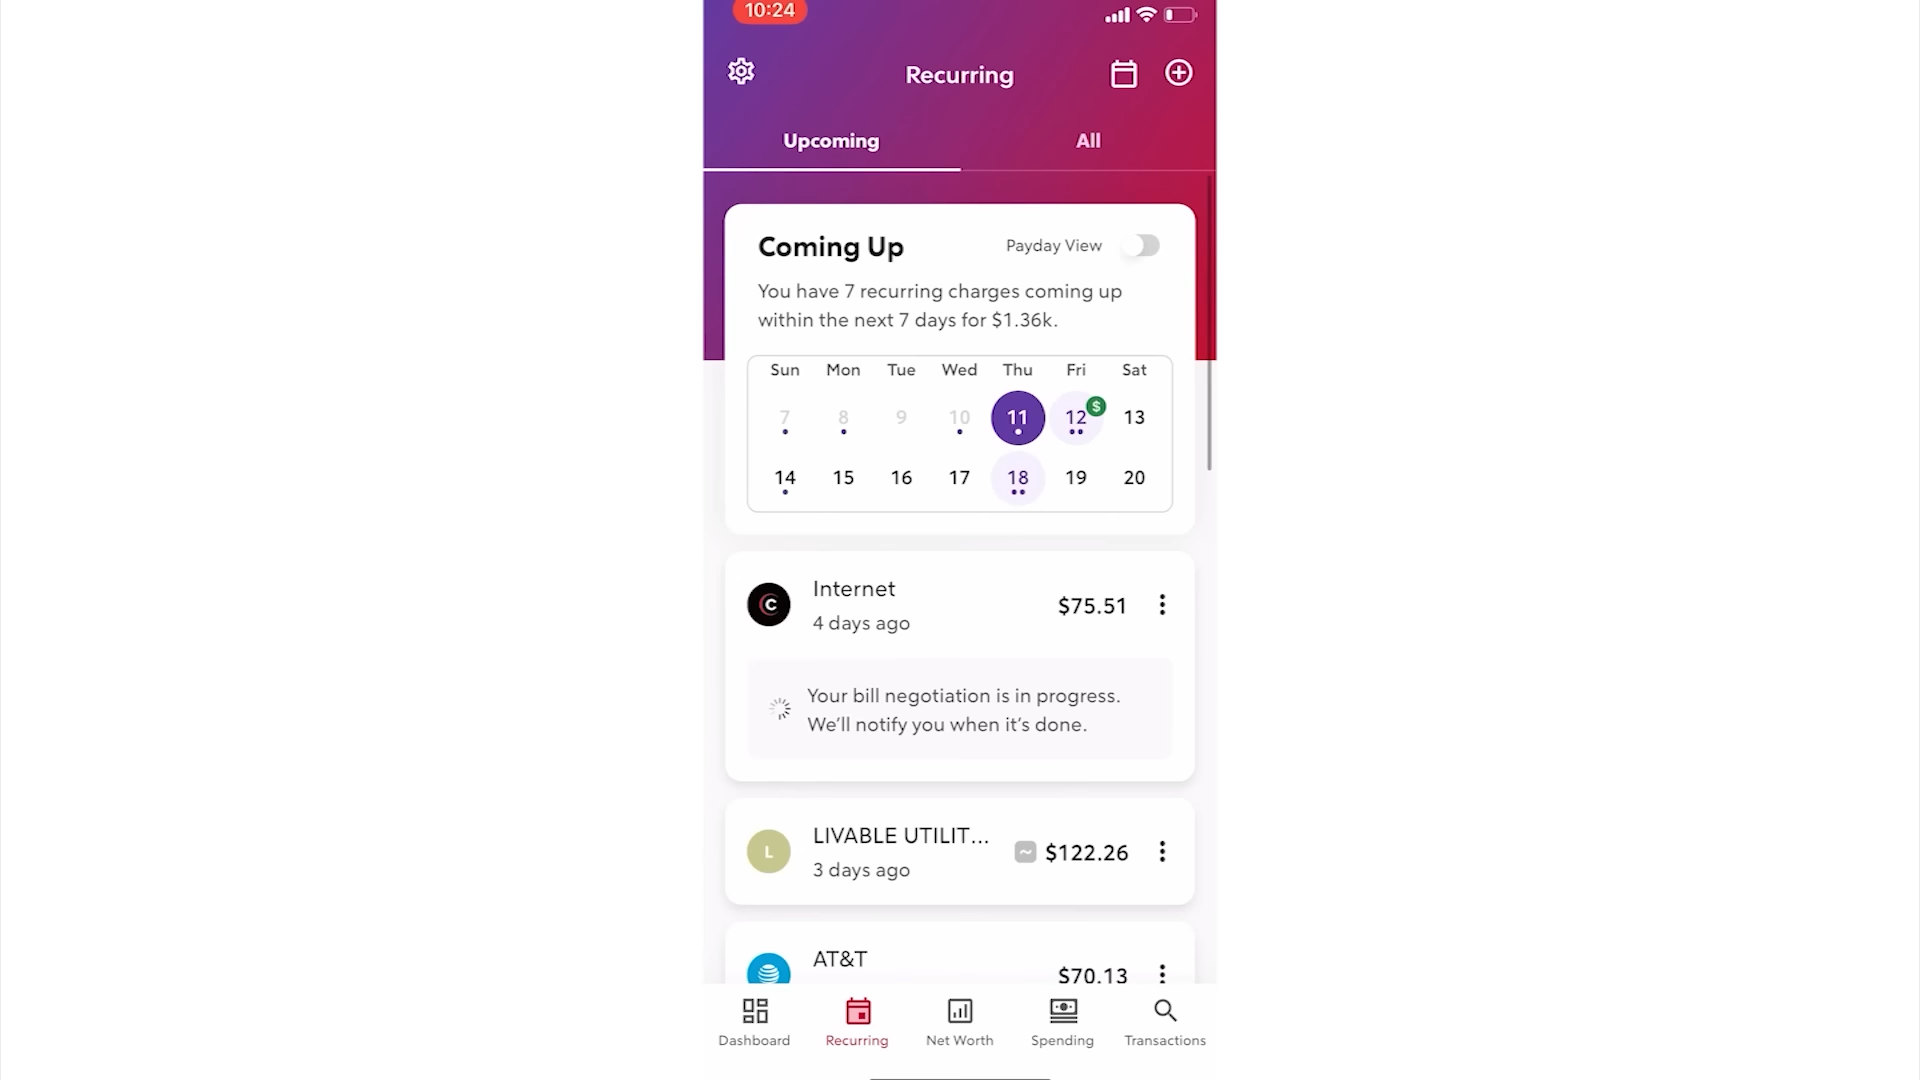 10:24
Recurring
Upcoming
All
Coming Up
Payday View
You have 7 recurring charges coming up
within the next 7 days for $1.36k.
Sun Mon Tue Wed Thu Fri Sat
7 8 9 10 11 12 $ 13
14 15 16 17 18 19 20
C
Internet
$75.51
4 days ago
Your bill negotiation is in progress.
We’ll notify you when it’s done.
L
LIVABLE UTILIT...
~ $122.26
3 days ago
AT&T
$70.13
Dashboard Recurring Net Worth Spending Transactions